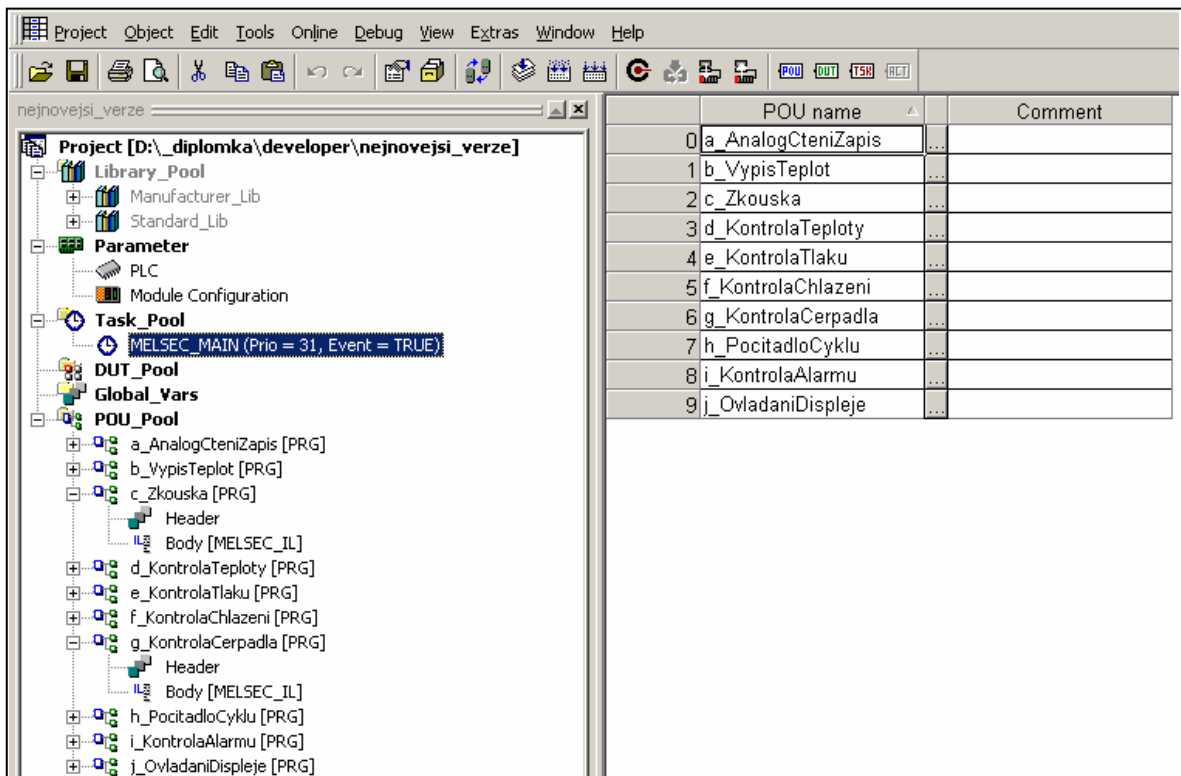 Project Object Edit Tools Online Debug View Extras Window Help
POU DUT TSK ACT
nejnovejsi_verze
Project [D:\_diplomka\developer\nejnovejsi_verze]
Library_Pool
Manufacturer_Lib
Standard_Lib
Parameter
PLC
Module Configuration
Task_Pool
MELSEC_MAIN (Prio = 31, Event = TRUE)
DUT_Pool
Global_Vars
POU_Pool
a_AnalogCteniZapis [PRG]
b_VypisTeplot [PRG]
c_Zkouska [PRG]
Header
Body [MELSEC_IL]
d_KontrolaTeploty [PRG]
e_KontrolaTlaku [PRG]
f_KontrolaChlazeni [PRG]
g_KontrolaCerpadla [PRG]
Header
Body [MELSEC_IL]
h_PocitadloCyklu [PRG]
i_KontrolaAlarmu [PRG]
j_OvladaniDispleje [PRG]
POU name Comment
0 a_AnalogCteniZapis ...
1 b_VypisTeplot ...
2 c_Zkouska ...
3 d_KontrolaTeploty ...
4 e_KontrolaTlaku ...
5 f_KontrolaChlazeni ...
6 g_KontrolaCerpadla ...
7 h_PocitadloCyklu ...
8 i_KontrolaAlarmu ...
9 j_OvladaniDispleje ...